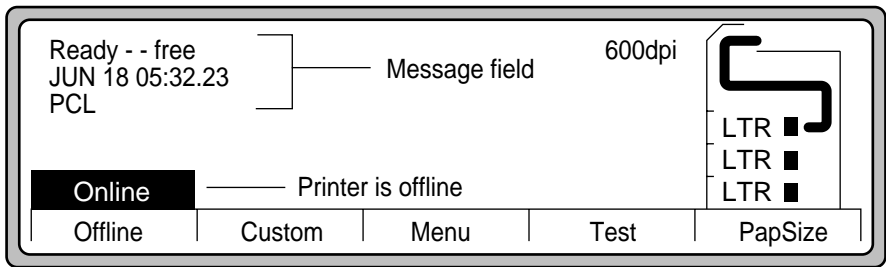 Ready - - free
JUN 18 05:32.23
PCL
Message field
600dpi
LTR
LTR
LTR
Online
Printer is offline
Offline
Custom
Menu
Test
PapSize